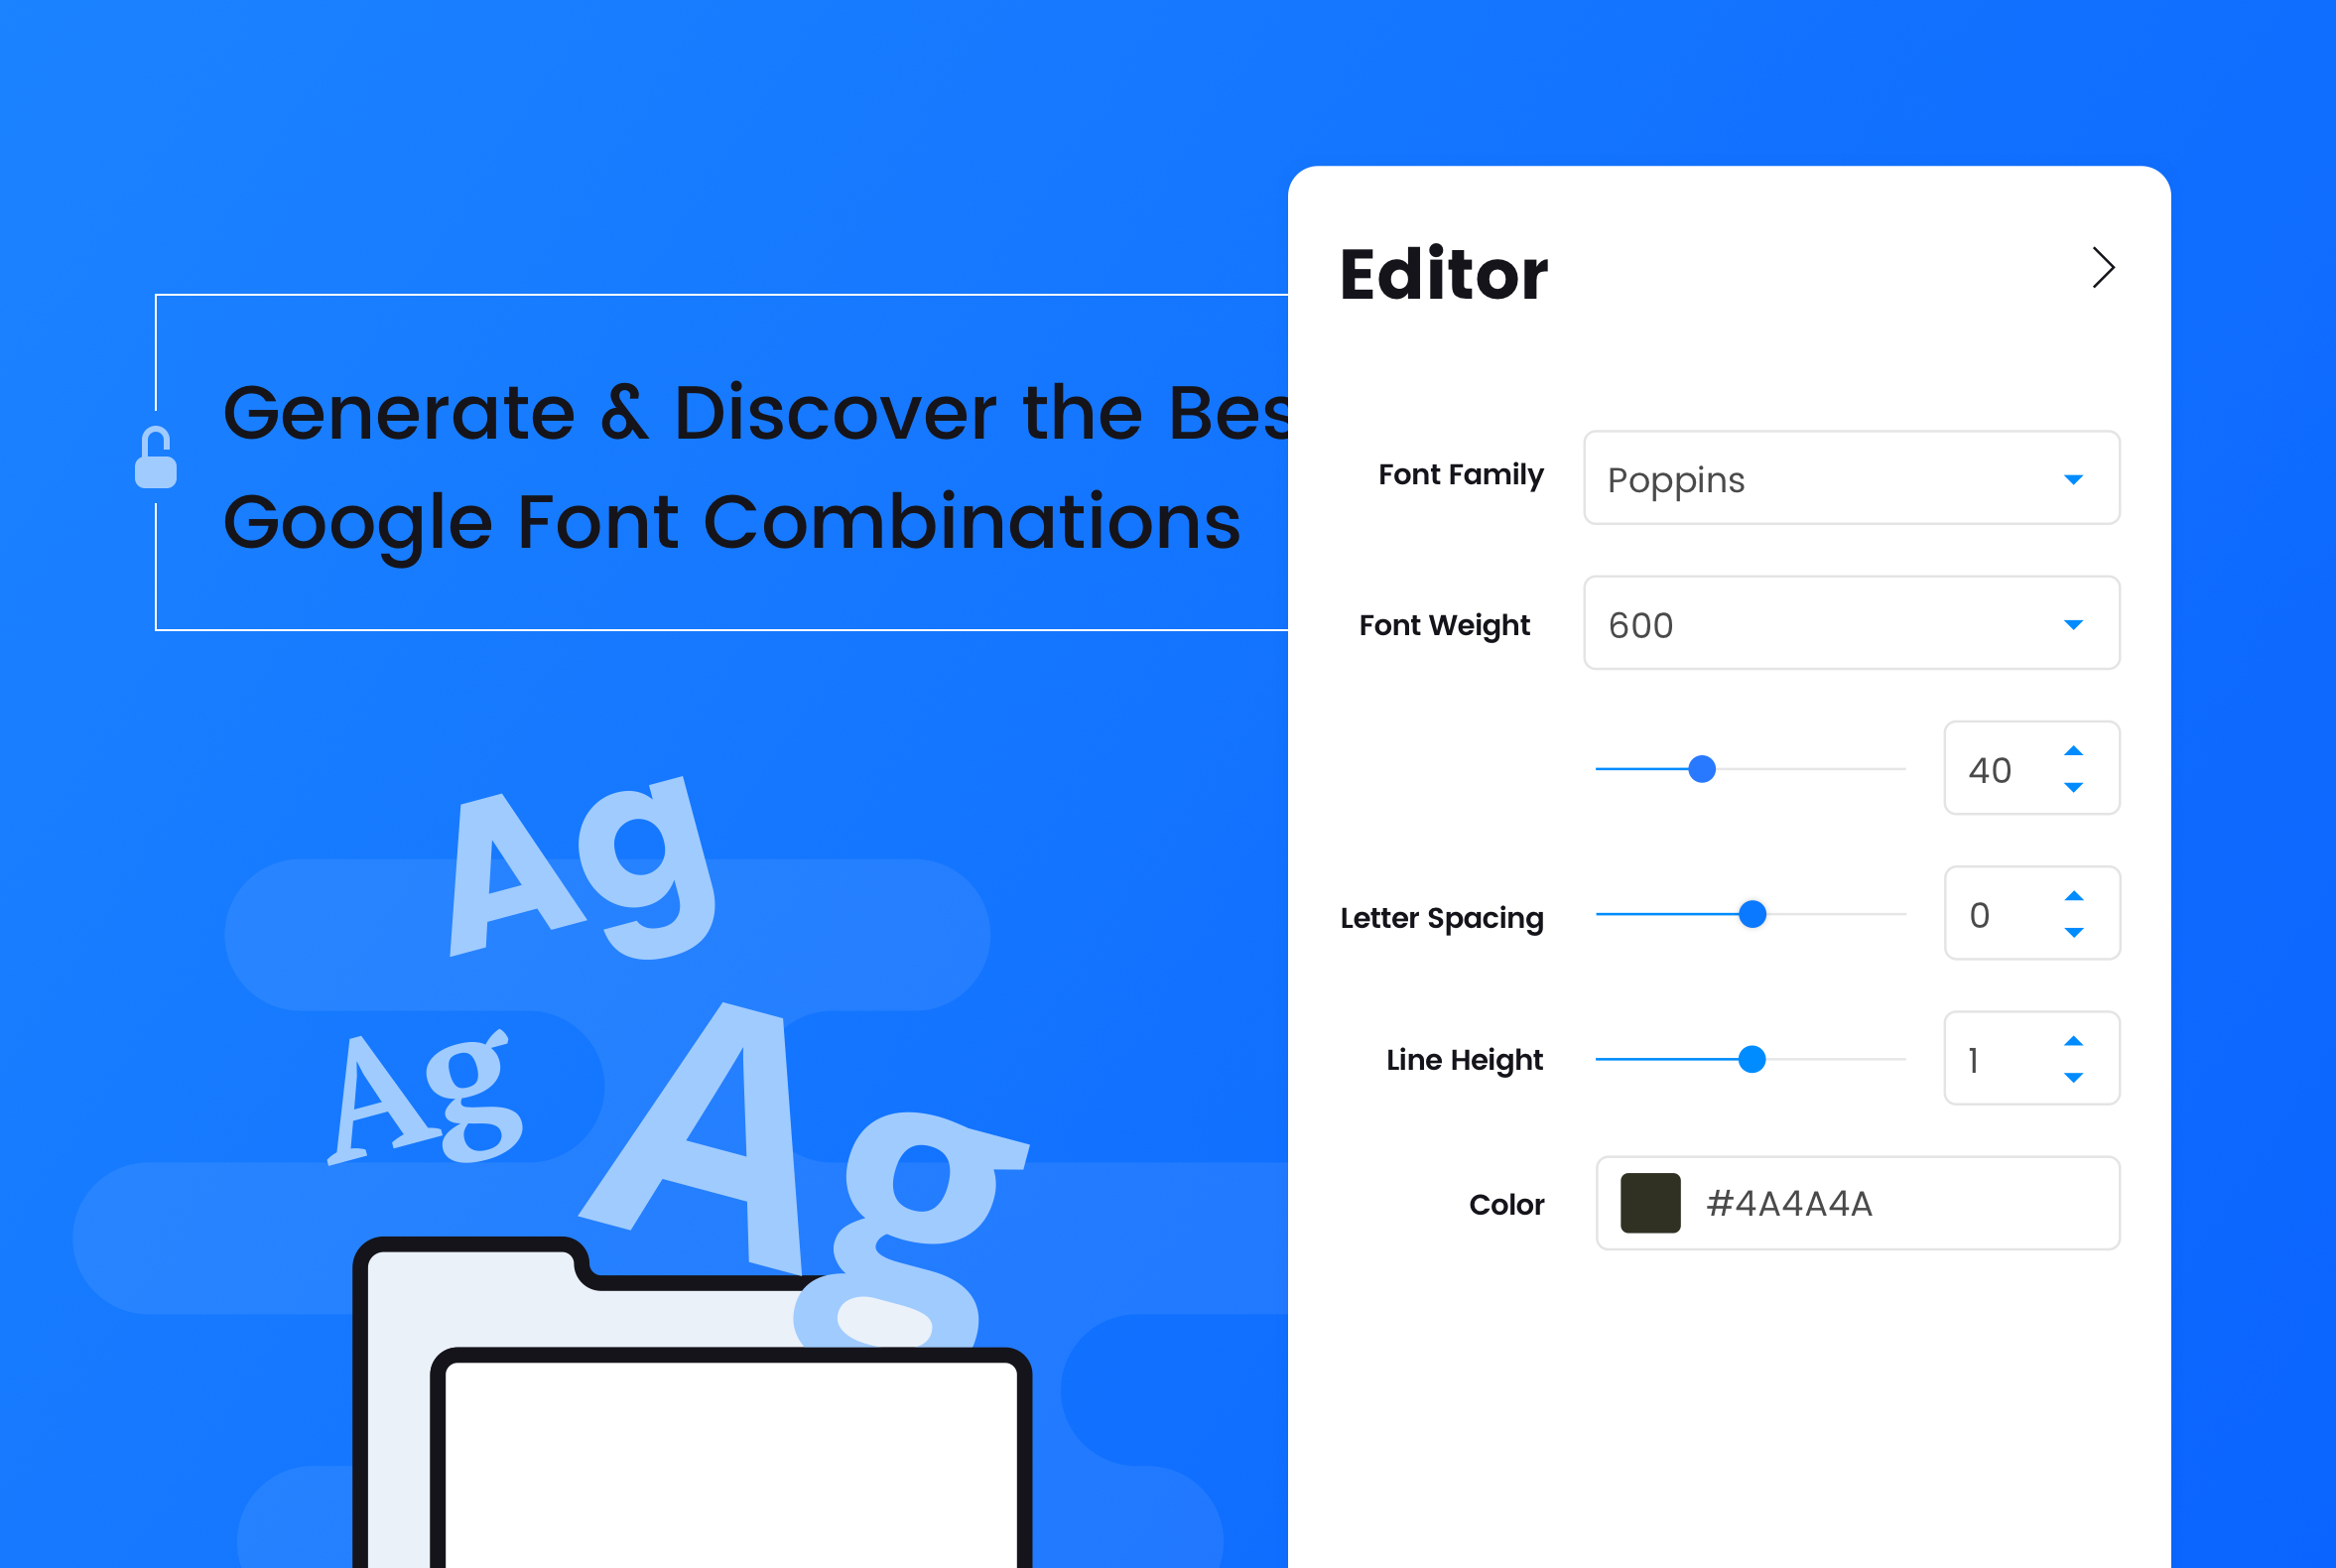 Generate & Discover the Bes
Google Font Combinations
Ag
Ag
Ag
Editor
Font Family
Poppins
Font Weight
600
40
Letter Spacing
0
Line Height
1
Color
#4A4A4A